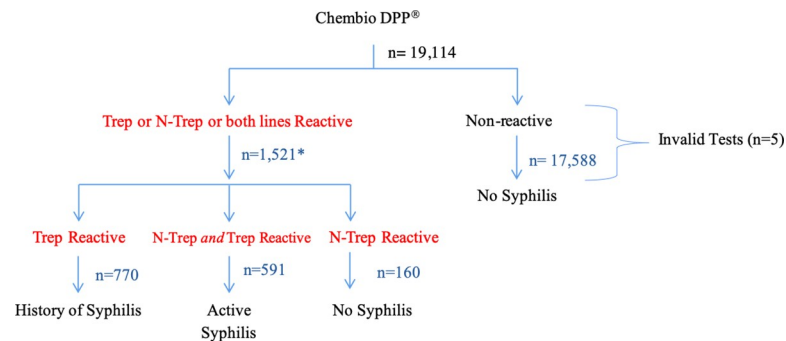 Chembio DPP®
n= 19,114
Trep or N-Trep or both lines Reactive
Non-reactive
Invalid Tests (n=5)
n=1,521*
n= 17,588
No Syphilis
Trep Reactive
N-Trep and Trep Reactive
N-Trep Reactive
n=770
n=591
n=160
History of Syphilis
Active
Syphilis
No Syphilis